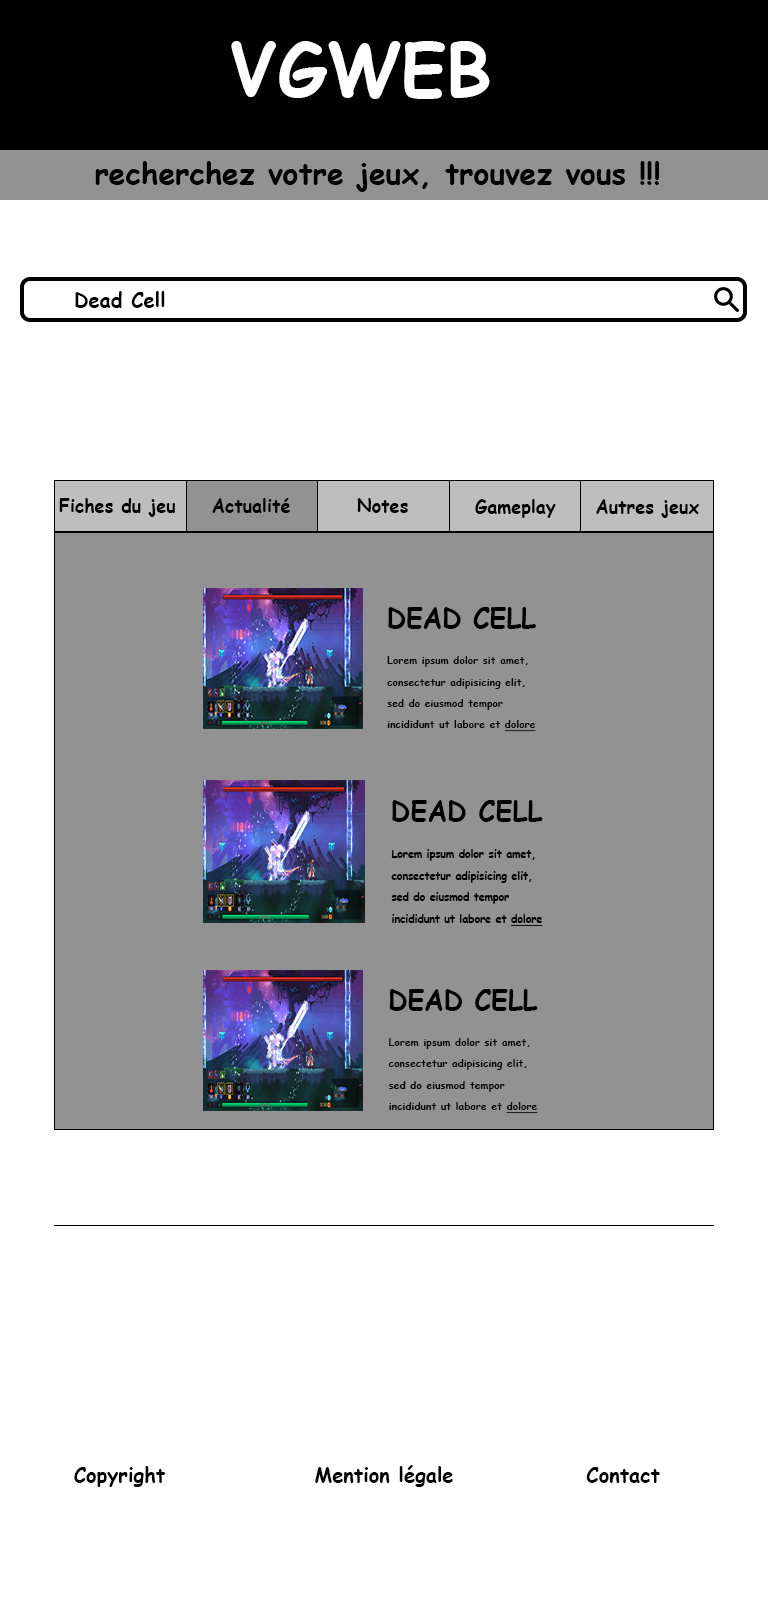 VGWEB
recherchez votre jeux, trouvez vous !!!
Dead Cell
Fiches du jeu Actualité Notes Gameplay Autres jeux
DEAD CELL
Lorem ipsum dolor sit amet,
consectetur adipisicing elit,
sed do eiusmod tempor
incididunt ut labore et dolore
DEAD CELL
Lorem ipsum dolor sit amet,
consectetur adipisicing elit,
sed do eiusmod tempor
incididunt ut labore et dolore
DEAD CELL
Lorem ipsum dolor sit amet,
consectetur adipisicing elit,
sed do eiusmod tempor
incididunt ut labore et dolore
Copyright Mention légale Contact